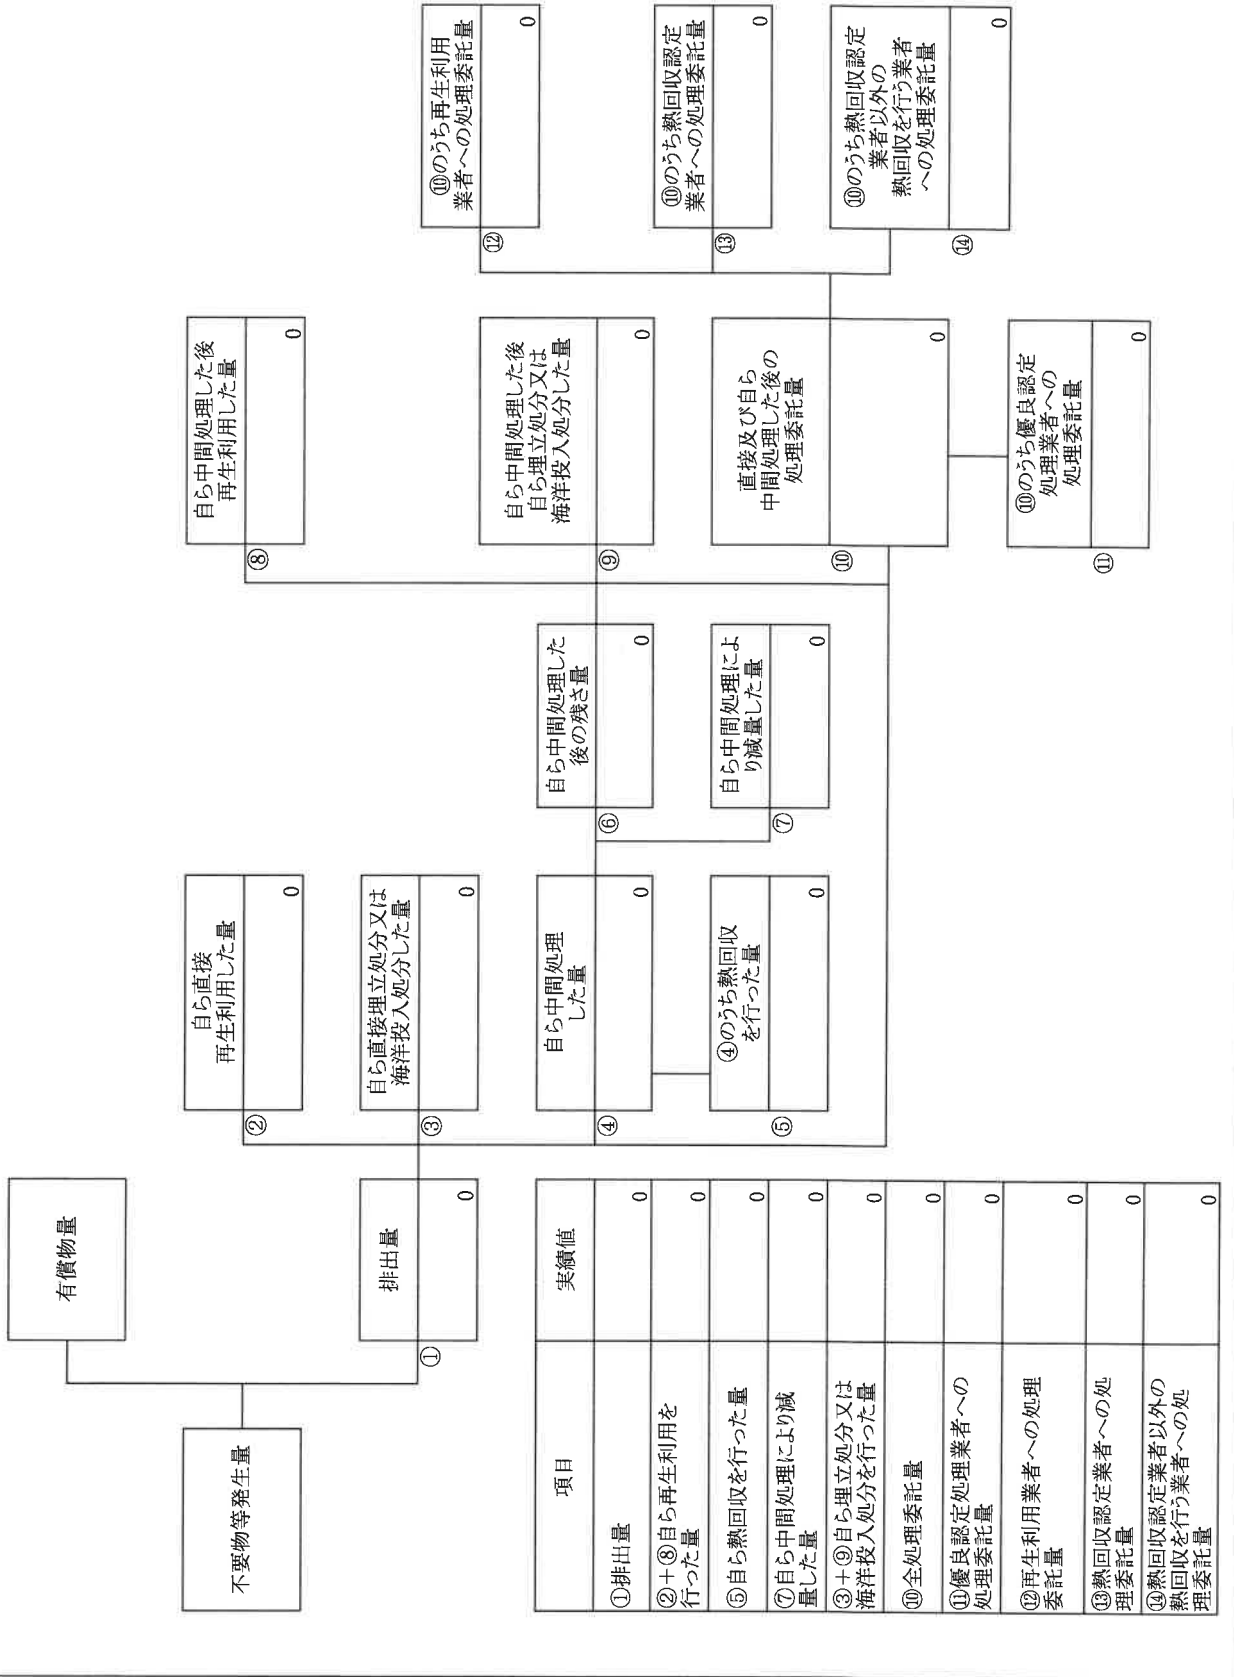 有償物量
不要物等発生量
①
排出量
0
②
自ら直接
再生利用した量
0
③
自ら直接埋立処分又は
海洋投入処分した量
0
④
自ら中間処理
した量
0
⑤
④のうち熱回収
を行った量
0
⑥
自ら中間処理した
後の残さ量
0
⑦
自ら中間処理によ
り減量した量
0
⑧
自ら中間処理した後
再生利用した量
0
⑨
自ら中間処理した後
自ら埋立処分又は
海洋投入処分した量
0
⑩
直接及び自ら
中間処理した後の
処理委託量
0
⑪
⑩のうち優良認定
処理業者への
処理委託量
0
⑫
⑩のうち再生利用
業者への処理委託量
0
⑬
⑩のうち熱回収認定
業者への処理委託量
0
⑭
⑩のうち熱回収認定
業者以外の
熱回収を行う業者
への処理委託量
0
項目
実績値
①排出量
0
②+⑧自ら再生利用を
行った量
0
⑤自ら熱回収を行った量
0
⑦自ら中間処理により減
量した量
0
③+⑨自ら埋立処分又は
海洋投入処分を行った量
0
⑩全処理委託量
0
⑪優良認定処理業者への
処理委託量
0
⑫再生利用業者への処理
委託量
0
⑬熱回収認定業者への処
理委託量
0
⑭熱回収認定業者以外の
熱回収を行う業者への処
理委託量
0